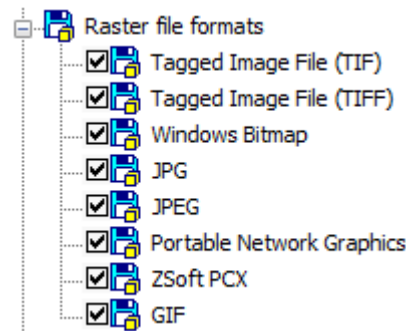 Raster file formats
Tagged Image File (TIF)
Tagged Image File (TIFF)
Windows Bitmap
JPG
JPEG
Portable Network Graphics
ZSoft PCX
GIF